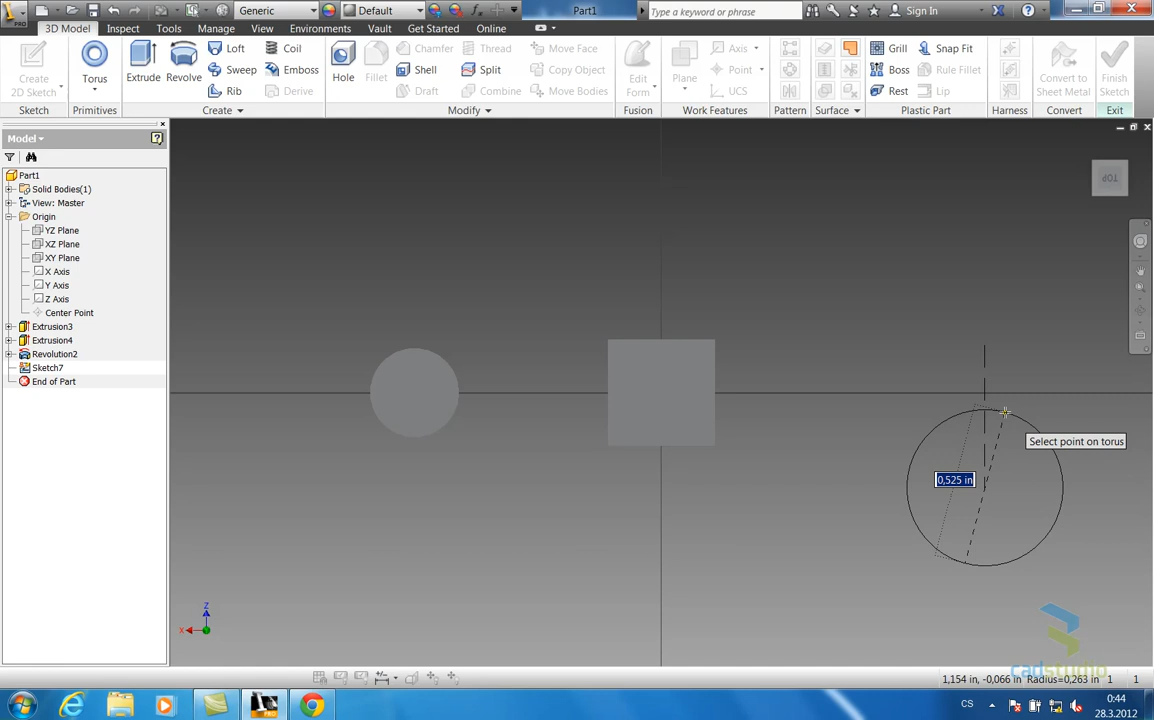 PRO
Generic
Default
Part1
Type a keyword or phrase
Sign In
3D Model
Inspect
Tools
Manage
View
Environments
Vault
Get Started
Online
Create
2D Sketch
Torus
Extrude
Revolve
Loft
Sweep
Rib
Coil
Emboss
Derive
Hole
Fillet
Chamfer
Shell
Draft
Thread
Split
Combine
Move Face
Copy Object
Move Bodies
Edit
Form
Plane
Axis
Point
UCS
Grill
Boss
Rest
Snap Fit
Rule Fillet
Lip
Convert to
Sheet Metal
Finish
Sketch
Sketch
Primitives
Create
Modify
Fusion
Work Features
Pattern
Surface
Plastic Part
Harness
Convert
Exit
Model
Part1
Solid Bodies(1)
View: Master
Origin
YZ Plane
XZ Plane
XY Plane
X Axis
Y Axis
Z Axis
Center Point
Extrusion3
Extrusion4
Revolution2
Sketch7
End of Part
TOP
Select point on torus
0,525 in
Z
X
cadstudio
1,154 in, -0,066 in Radius=0,263 in 1 1
PRO
CS
0:44
28.3.2012